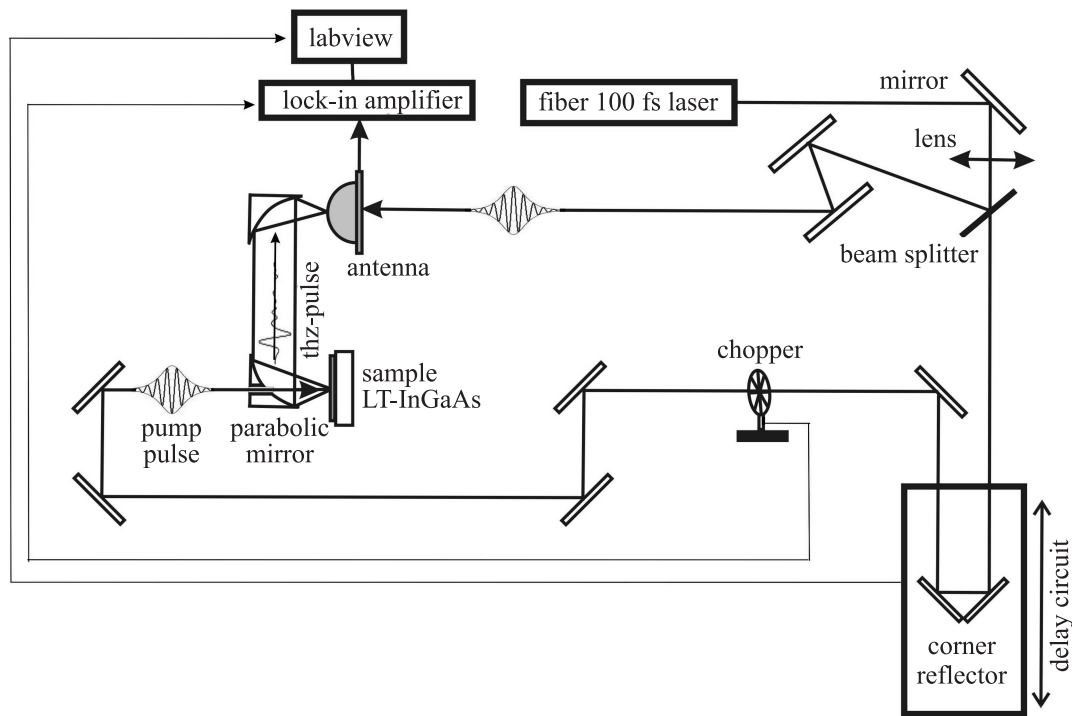 labview
lock-in amplifier
fiber 100 fs laser
mirror
lens
beam splitter
antenna
thz-pulse
chopper
sample
LT-InGaAs
pump
pulse
parabolic
mirror
corner
reflector
delay circuit